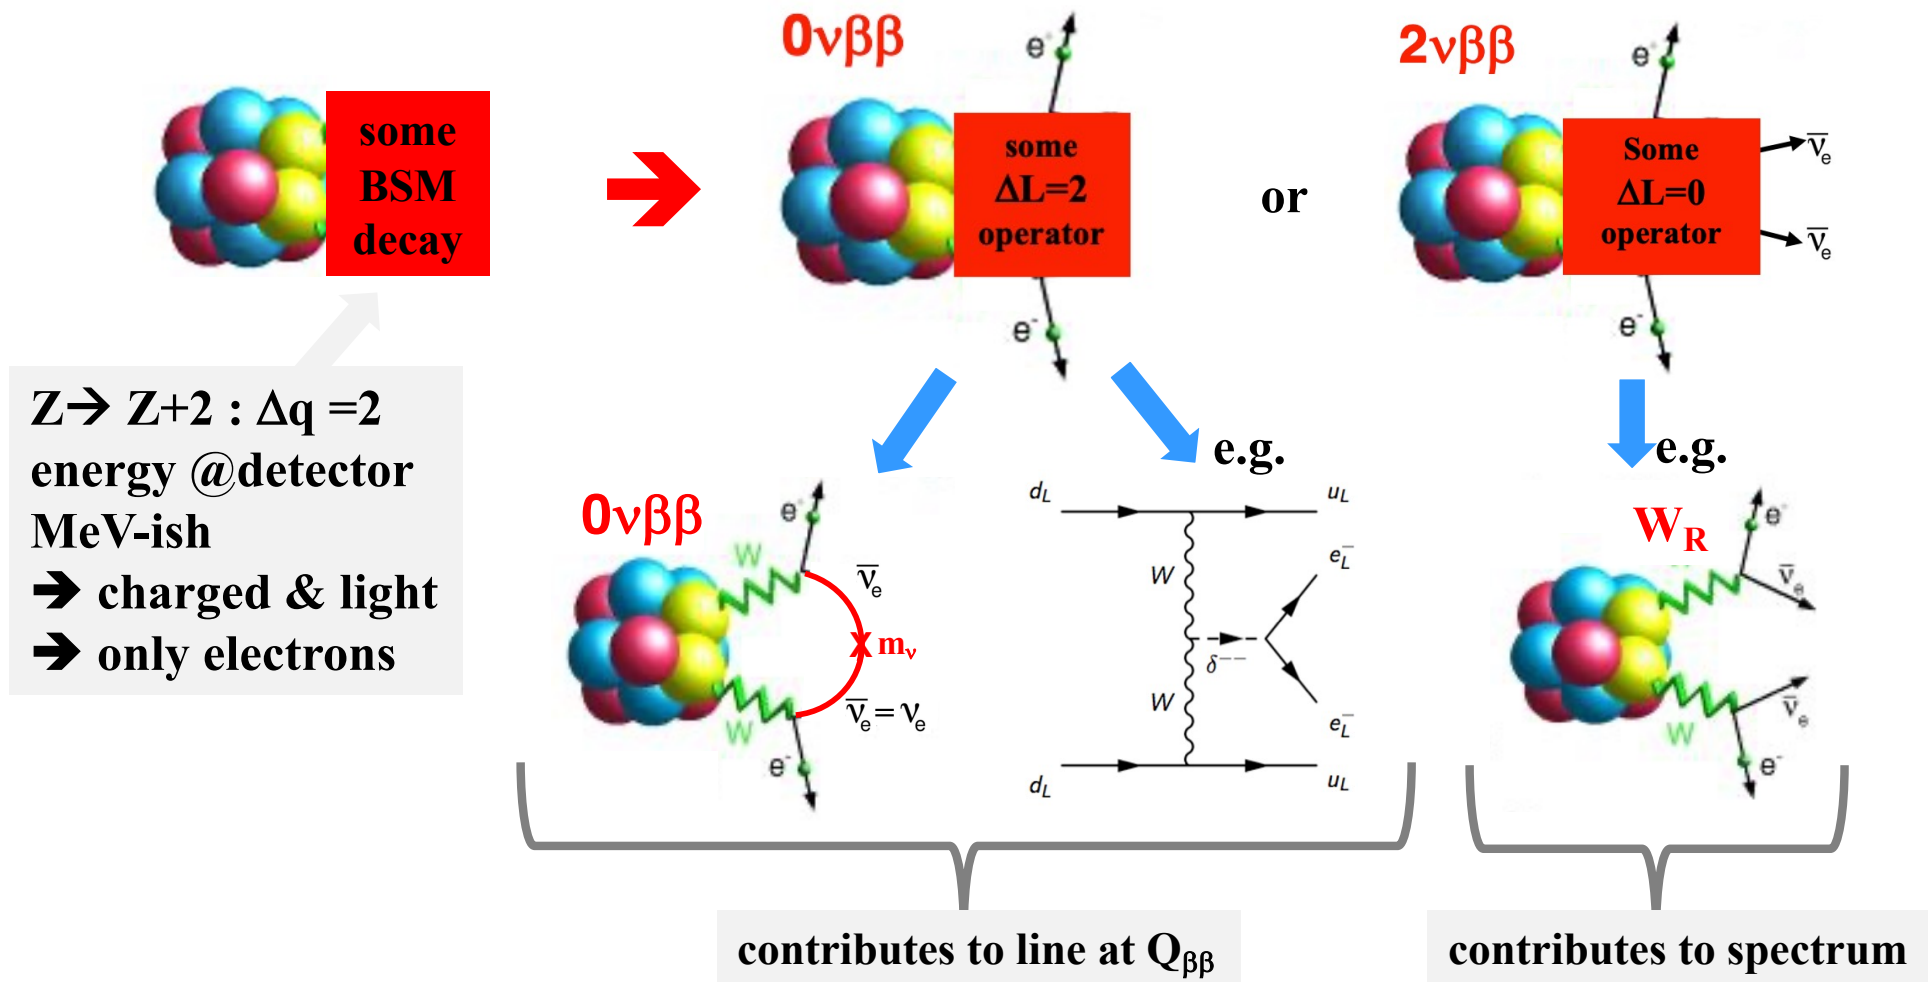 some
BSM
decay
0νββ
e⁻
some
ΔL=2
operator
e⁻
or
2νββ
e⁻
Some
ΔL=0
operator
ν̅e
ν̅e
e⁻
Z➔ Z+2 : Δq =2
energy @detector
MeV-ish
➔ charged & light
➔ only electrons
0νββ
e⁻
W
ν̅e
mν
W
ν̅e = νe
e⁻
e.g.
dL
uL
W
eL⁻
δ⁻⁻
W
eL⁻
dL
uL
e.g.
WR
e⁻
ν̅e
ν̅e
W
e⁻
contributes to line at Qββ
contributes to spectrum